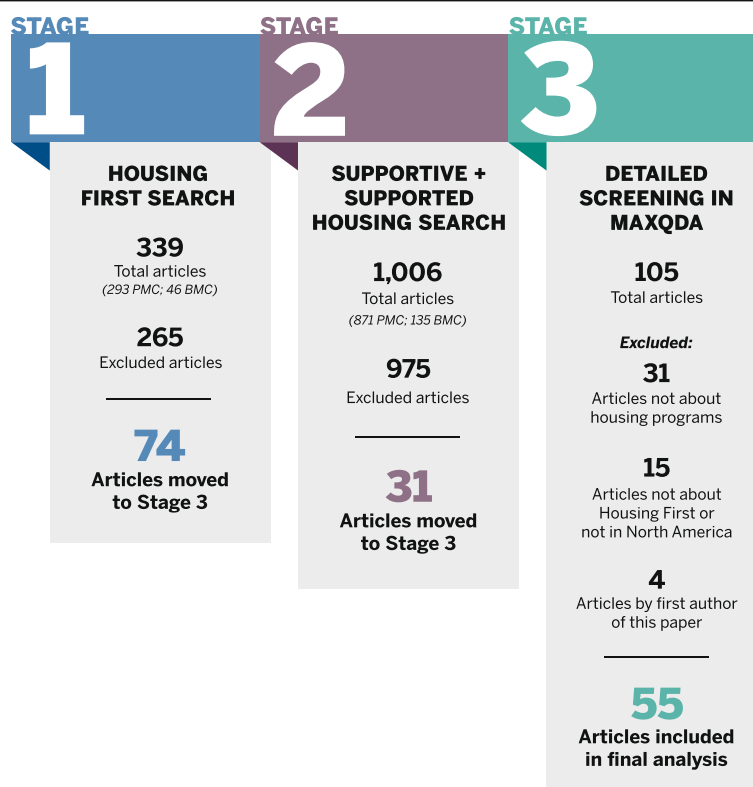 STAGE
1
HOUSING
FIRST SEARCH
339
Total articles
(293 PMC; 46 BMC)
265
Excluded articles
74
Articles moved
to Stage 3
STAGE
2
SUPPORTIVE +
SUPPORTED
HOUSING SEARCH
1,006
Total articles
(871 PMC; 135 BMC)
975
Excluded articles
31
Articles moved
to Stage 3
STAGE
3
DETAILED
SCREENING IN
MAXQDA
105
Total articles
Excluded:
31
Articles not about
housing programs
15
Articles not about
Housing First or
not in North America
4
Articles by first author
of this paper
55
Articles included
in final analysis